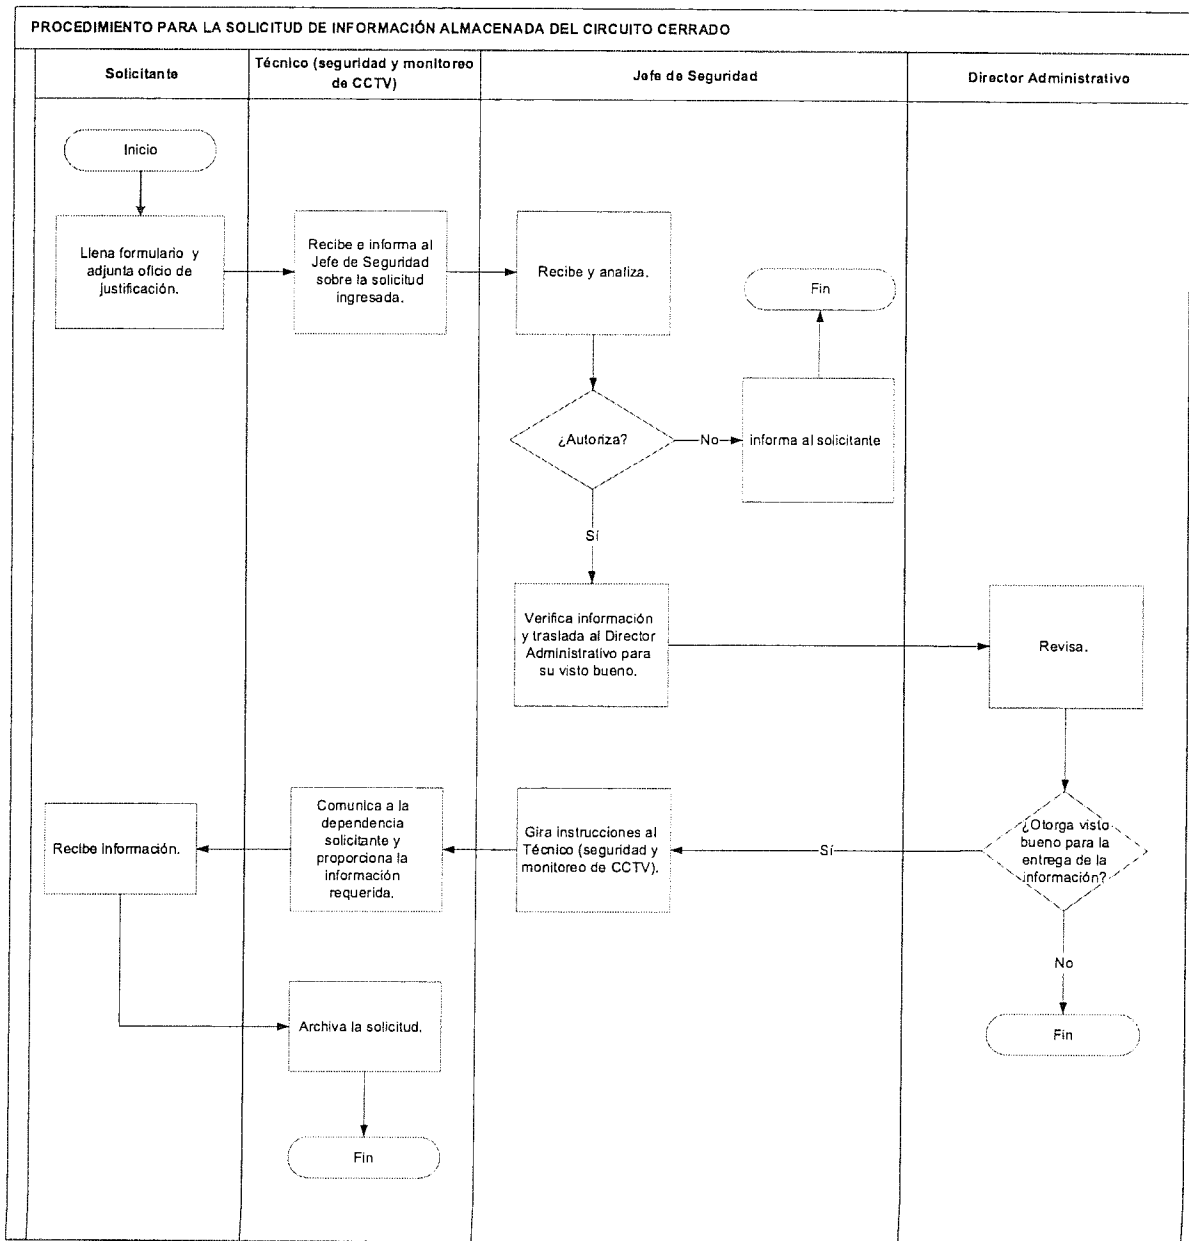 PROCEDIMIENTO PARA LA SOLICITUD DE INFORMACIÓN ALMACENADA DEL CIRCUITO CERRADO
Solicitante
Técnico (seguridad y monitoreo
de CCTV)
Jefe de Seguridad
Director Administrativo
Inicio
Llena formulario y
adjunta oficio de
justificación.
Recibe e informa al
Jefe de Seguridad
sobre la solicitud
ingresada.
Recibe y analiza.
Fin
¿Autoriza?
No
informa al solicitante
Sí
Verifica información
y traslada al Director
Administrativo para
su visto bueno.
Revisa.
¿Otorga visto
bueno para la
entrega de la
información?
Sí
Gira instrucciones al
Técnico (seguridad y
monitoreo de CCTV).
Comunica a la
dependencia
solicitante y
proporciona la
información
requerida.
Recibe Información.
No
Fin
Archiva la solicitud.
Fin